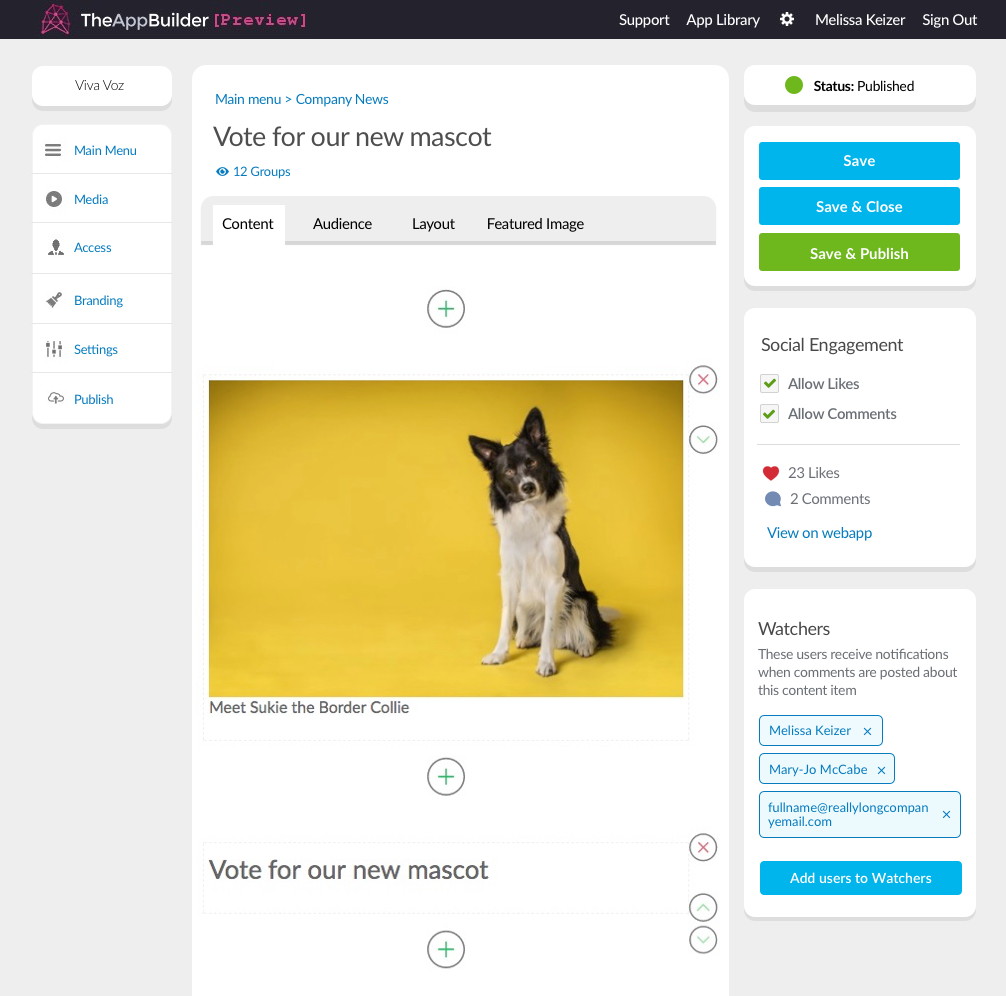 TheAppBuilder [Preview]
Support App Library Melissa Keizer Sign Out
Viva Voz
Main Menu
Media
Access
Branding
Settings
Publish
Main menu > Company News
Vote for our new mascot
12 Groups
Content Audience Layout Featured Image
Meet Sukie the Border Collie
Vote for our new mascot
Status: Published
Save
Save & Close
Save & Publish
Social Engagement
Allow Likes
Allow Comments
23 Likes
2 Comments
View on webapp
Watchers
These users receive notifications
when comments are posted about
this content item
Melissa Keizer ×
Mary-Jo McCabe ×
fullname@reallylongcompan
yemail.com ×
Add users to Watchers